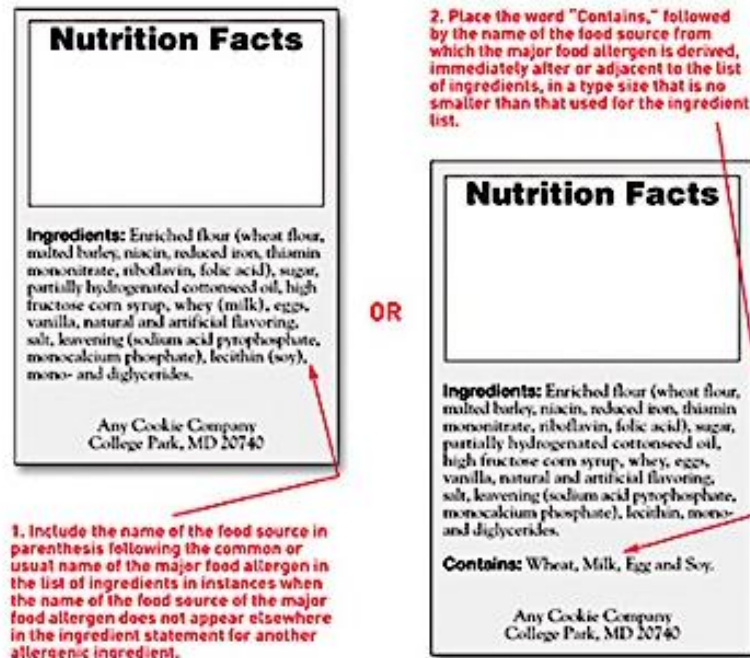 Nutrition Facts
Ingredients: Enriched flour (wheat flour,
malted barley, niacin, reduced iron, thiamin
mononitrate, riboflavin, folic acid), sugar,
partially hydrogenated cottonseed oil, high
fructose corn syrup, whey (milk), eggs,
vanilla, natural and artificial flavoring,
salt, leavening (sodium acid pyrophosphate,
monocalcium phosphate), lecithin (soy),
mono- and diglycerides.
Any Cookie Company
College Park, MD 20740
1. Include the name of the food source in
parenthesis following the common or
usual name of the major food allergen in
the list of ingredients in instances when
the name of the food source of the major
food allergen does not appear elsewhere
in the ingredient statement for another
allergenic ingredient.
OR
2. Place the word "Contains," followed
by the name of the food source from
which the major food allergen is derived,
immediately after or adjacent to the list
of ingredients, in a type size that is no
smaller than that used for the ingredient
list.
Nutrition Facts
Ingredients: Enriched flour (wheat flour,
malted barley, niacin, reduced iron, thiamin
mononitrate, riboflavin, folic acid), sugar,
partially hydrogenated cottonseed oil,
high fructose corn syrup, whey, eggs,
vanilla, natural and artificial flavoring,
salt, leavening (sodium acid pyrophosphate,
monocalcium phosphate), lecithin, mono-
and diglycerides.
Contains: Wheat, Milk, Egg and Soy.
Any Cookie Company
College Park, MD 20740